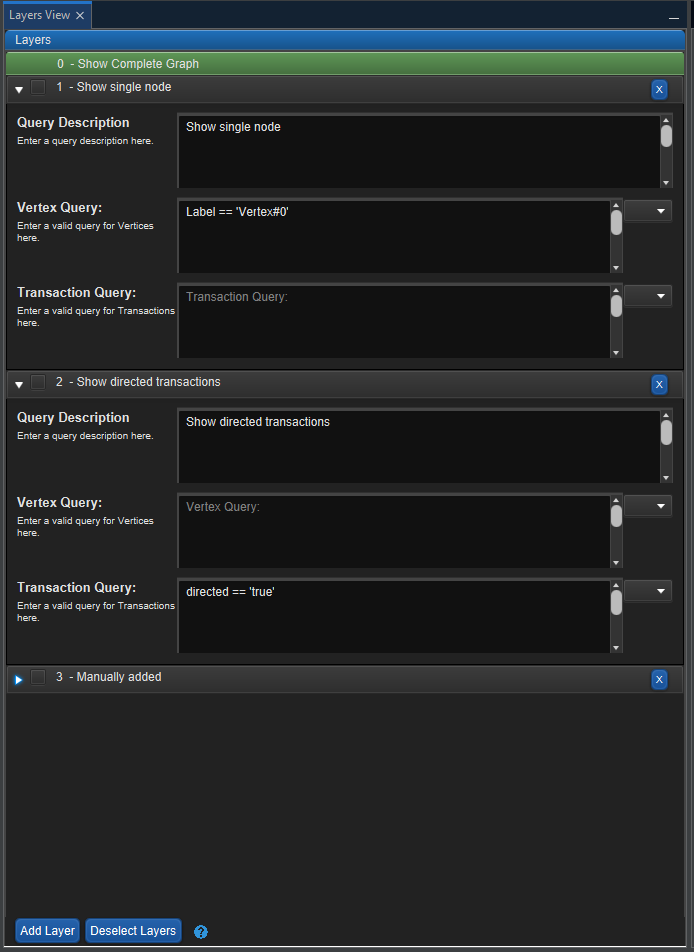 Layers View
Layers
0 - Show Complete Graph
1 - Show single node
X
Query Description
Enter a query description here.
Show single node
Vertex Query:
Enter a valid query for Vertices
here.
Label == 'Vertex#0'
Transaction Query:
Enter a valid query for Transactions
here.
Transaction Query:
2 - Show directed transactions
X
Query Description
Enter a query description here.
Show directed transactions
Vertex Query:
Enter a valid query for Vertices
here.
Vertex Query:
Transaction Query:
Enter a valid query for Transactions
here.
directed == 'true'
3 - Manually added
X
Add Layer
Deselect Layers
?